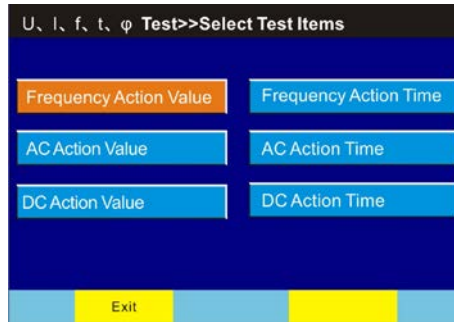 U、I、f、t、φ Test>>Select Test Items
Frequency Action Value
Frequency Action Time
AC Action Value
AC Action Time
DC Action Value
DC Action Time
Exit